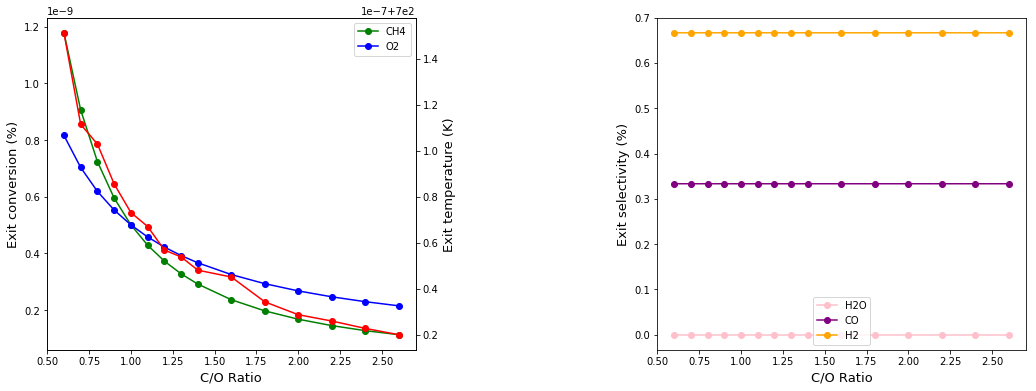 1e−9
1e−7+7e2
1.2
1.0
0.8
0.6
0.4
0.2
Exit conversion (%)
CH4
O2
1.4
1.2
1.0
0.8
0.6
0.4
0.2
Exit temperature (K)
0.50 0.75 1.00 1.25 1.50 1.75 2.00 2.25 2.50
C/O Ratio
0.7
0.6
0.5
0.4
0.3
0.2
0.1
0.0
Exit selectivity (%)
H2O
CO
H2
0.50 0.75 1.00 1.25 1.50 1.75 2.00 2.25 2.50
C/O Ratio